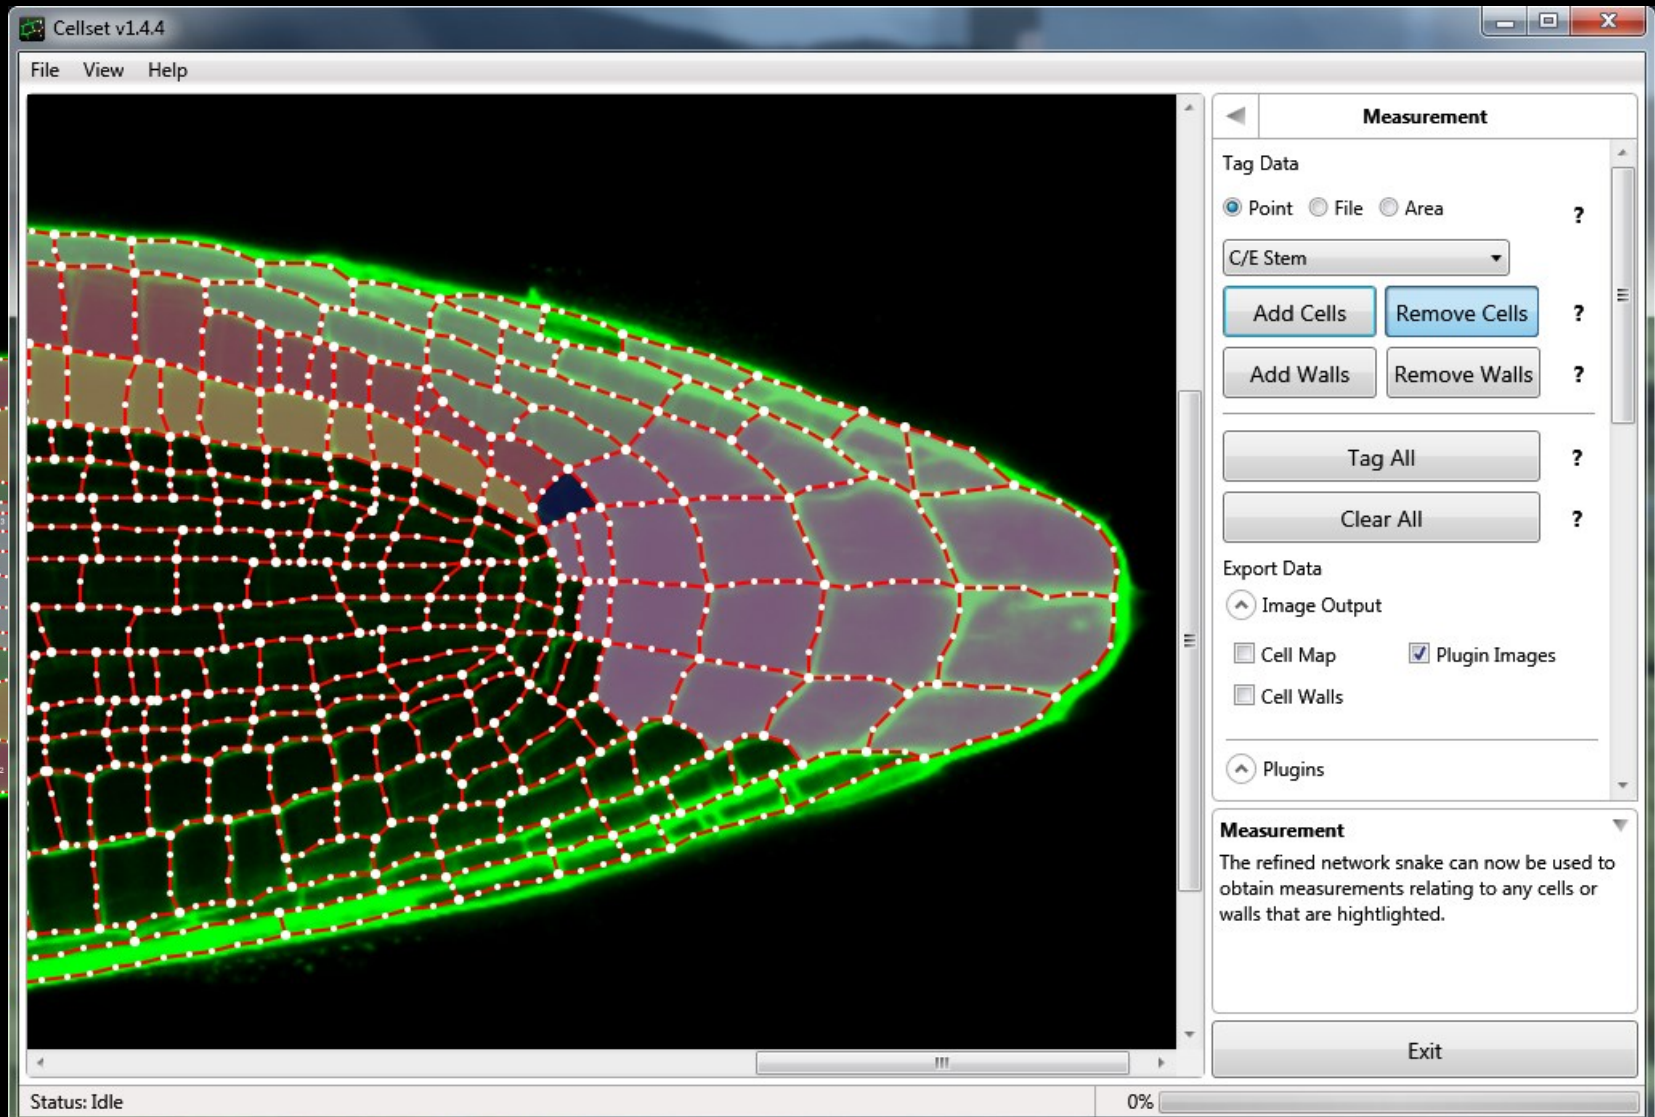 Cellset v1.4.4
File View Help
Measurement
Tag Data
Point File Area ?
C/E Stem
Add Cells Remove Cells ?
Add Walls Remove Walls ?
Tag All ?
Clear All ?
Export Data
Image Output
Cell Map Plugin Images
Cell Walls
Plugins
Measurement
The refined network snake can now be used to
obtain measurements relating to any cells or
walls that are hightlighted.
Exit
Status: Idle 0%